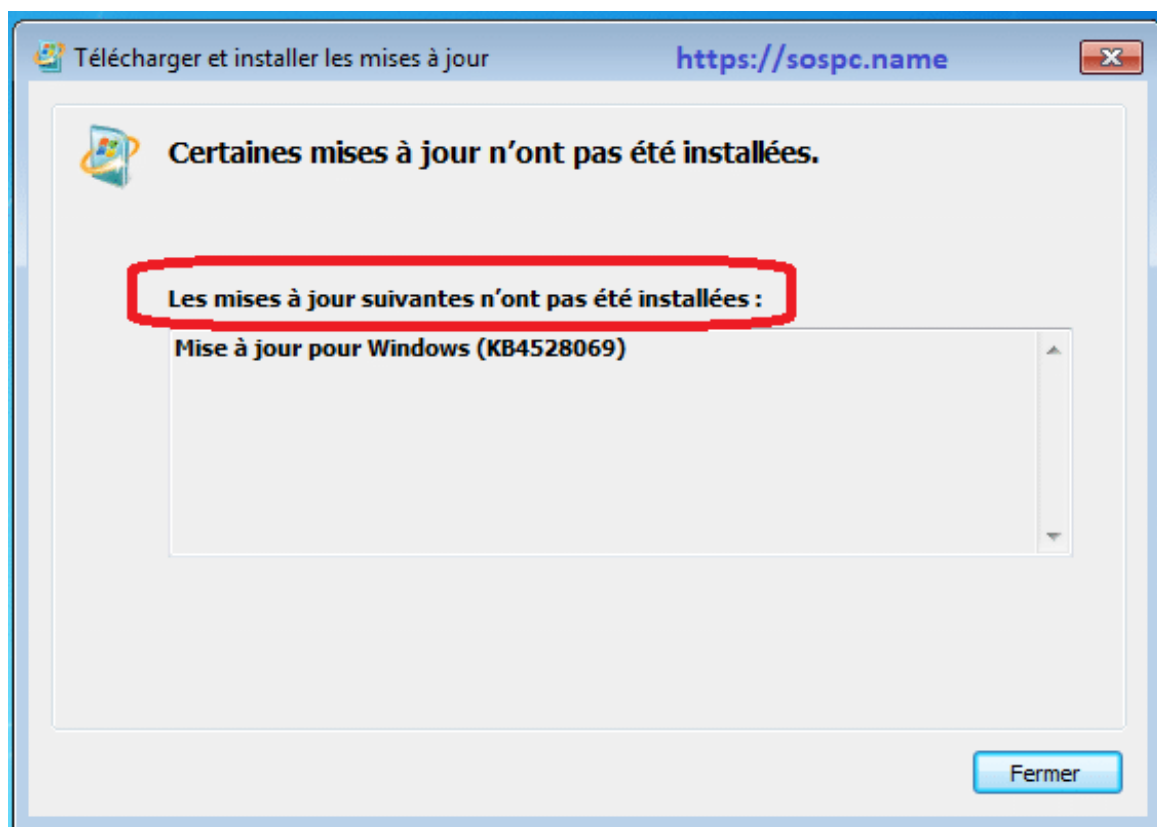 Télécharger et installer les mises à jour
https://sospc.name
Certaines mises à jour n’ont pas été installées.
Les mises à jour suivantes n’ont pas été installées :
Mise à jour pour Windows (KB4528069)
Fermer